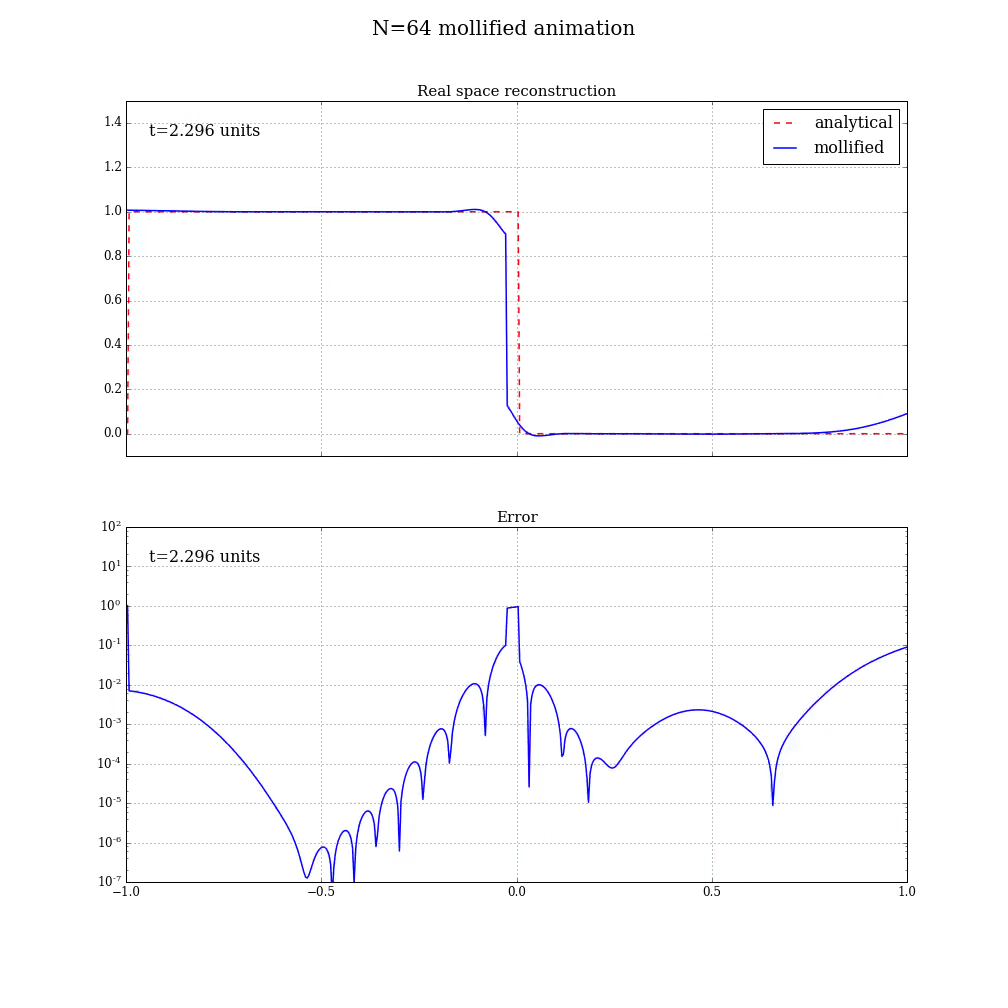 N=64 mollified animation
Real space reconstruction
t=2.296 units
analytical
mollified
1.4
1.2
1.0
0.8
0.6
0.4
0.2
0.0
Error
t=2.296 units
10²
10¹
10⁰
10⁻¹
10⁻²
10⁻³
10⁻⁴
10⁻⁵
10⁻⁶
10⁻⁷
−1.0 −0.5 0.0 0.5 1.0